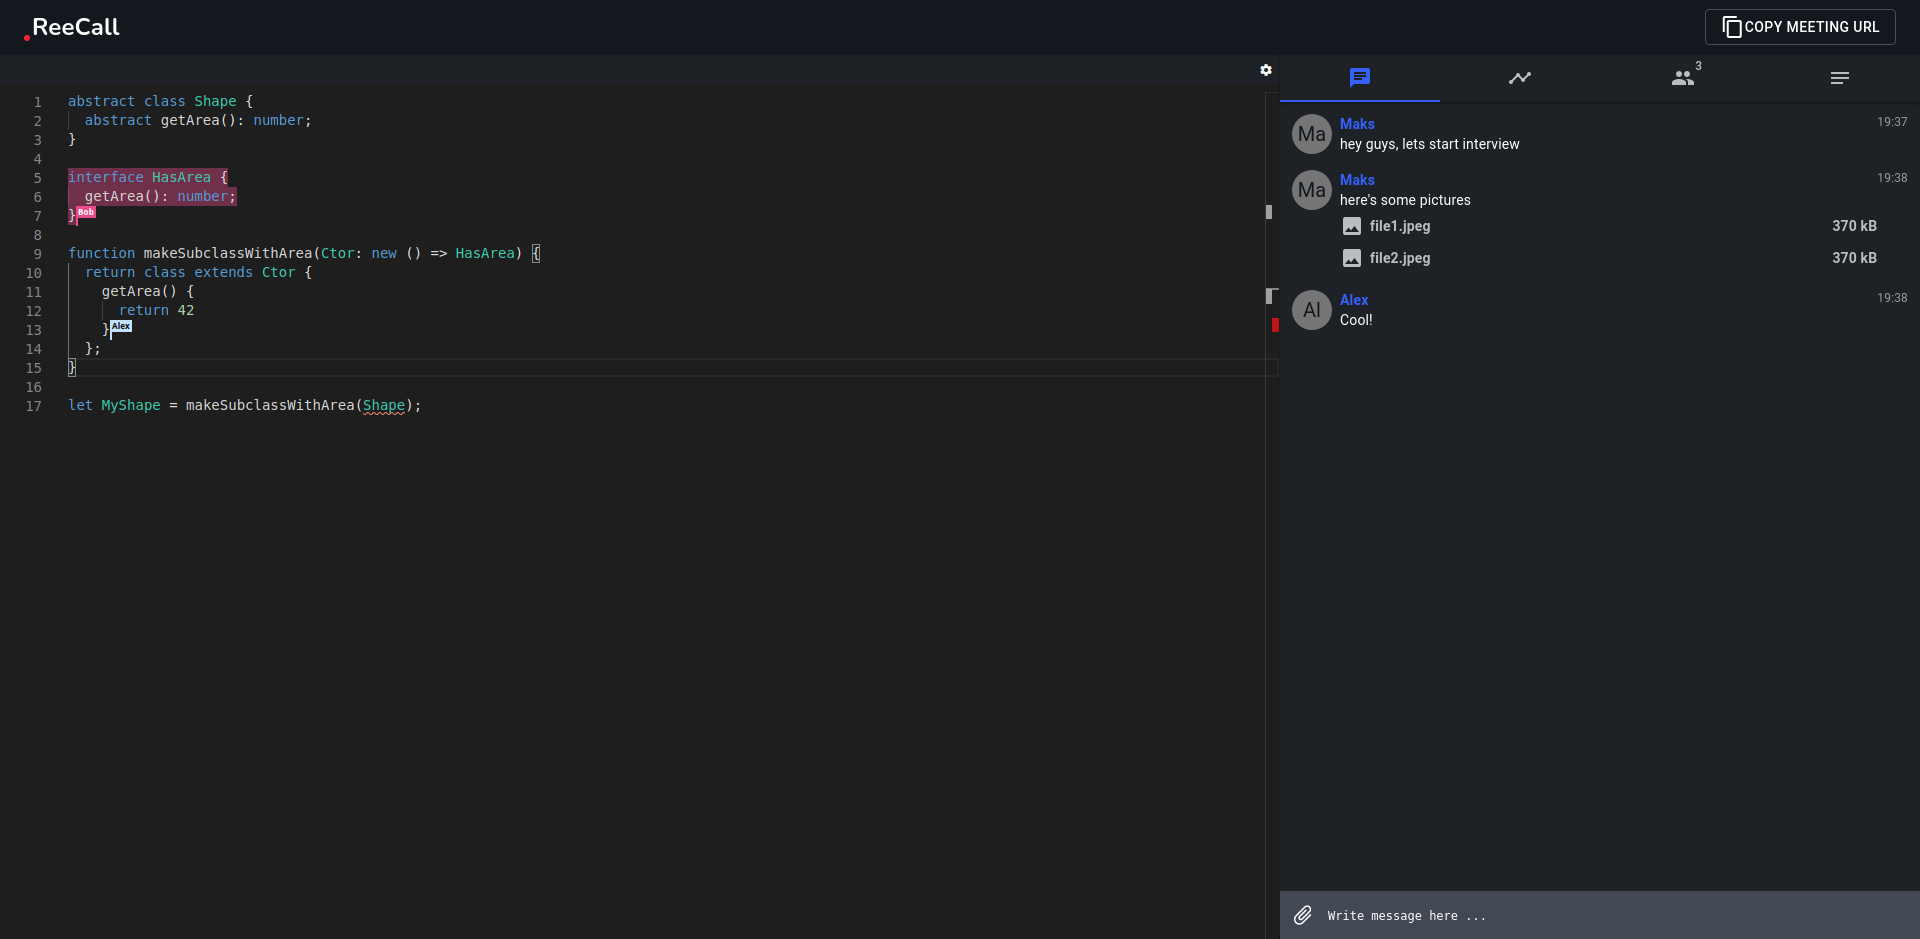 ReeCall
COPY MEETING URL
3
1 abstract class Shape {
2   abstract getArea(): number;
3 }
4
5 interface HasArea {
6   getArea(): number;
7 }Bob
8
9 function makeSubclassWithArea(Ctor: new () => HasArea) {
10   return class extends Ctor {
11     getArea() {
12       return 42
13     }Alex
14   };
15 }
16
17 let MyShape = makeSubclassWithArea(Shape);
Ma
Maks 19:37
hey guys, lets start interview
Ma
Maks 19:38
here's some pictures
file1.jpeg 370 kB
file2.jpeg 370 kB
Al
Alex 19:38
Cool!
Write message here ...